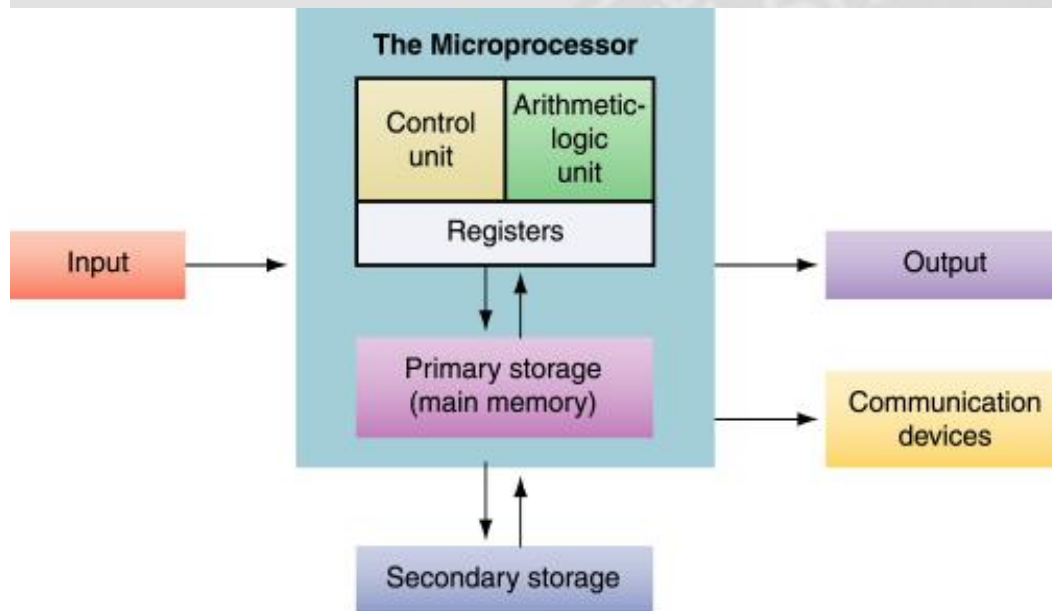 The Microprocessor
Control
unit
Arithmetic-
logic
unit
Registers
Input
Output
Primary storage
(main memory)
Communication
devices
Secondary storage